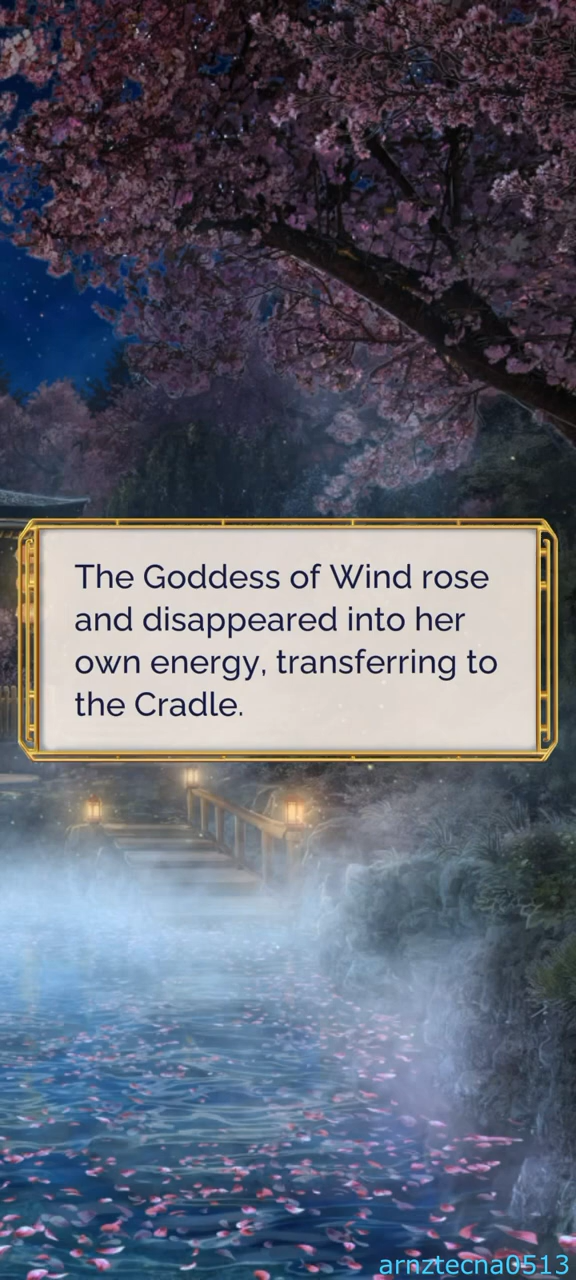 The Goddess of Wind rose
and disappeared into her
own energy, transferring to
the Cradle.
arnztecna0513